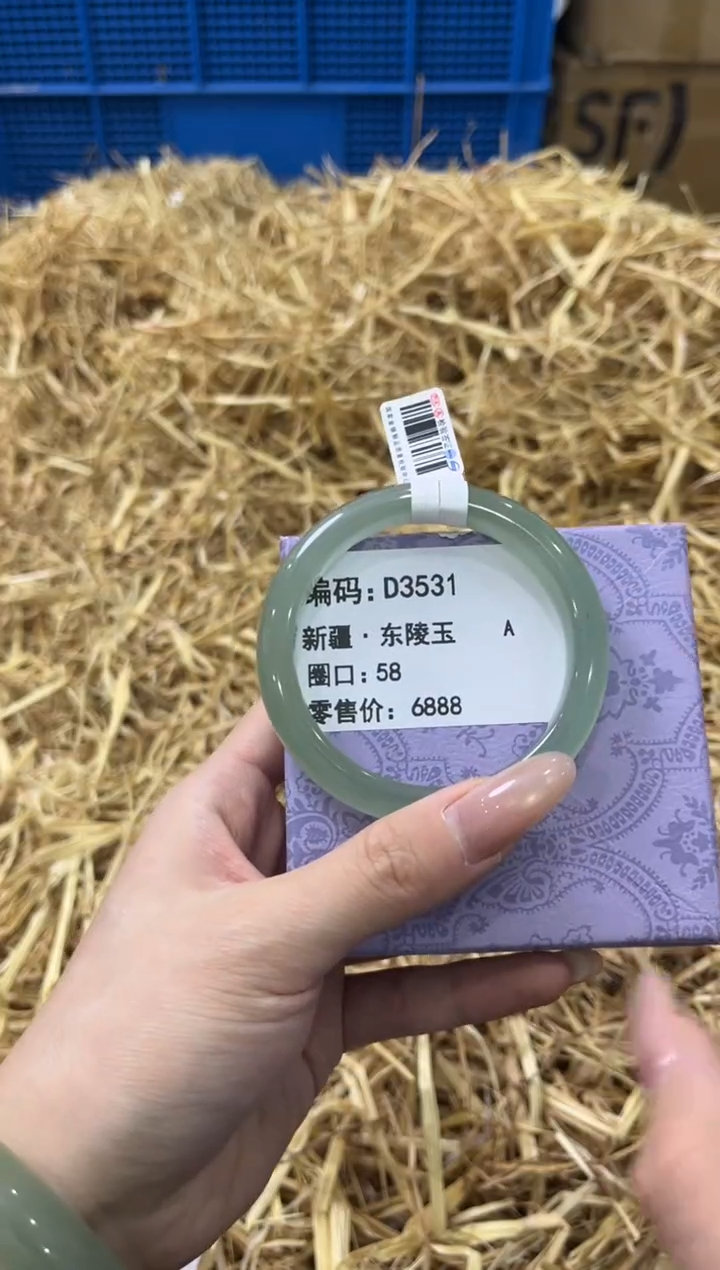 SF
编码：D3531
新疆·东陵玉 A
圈口：58
零售价：6888